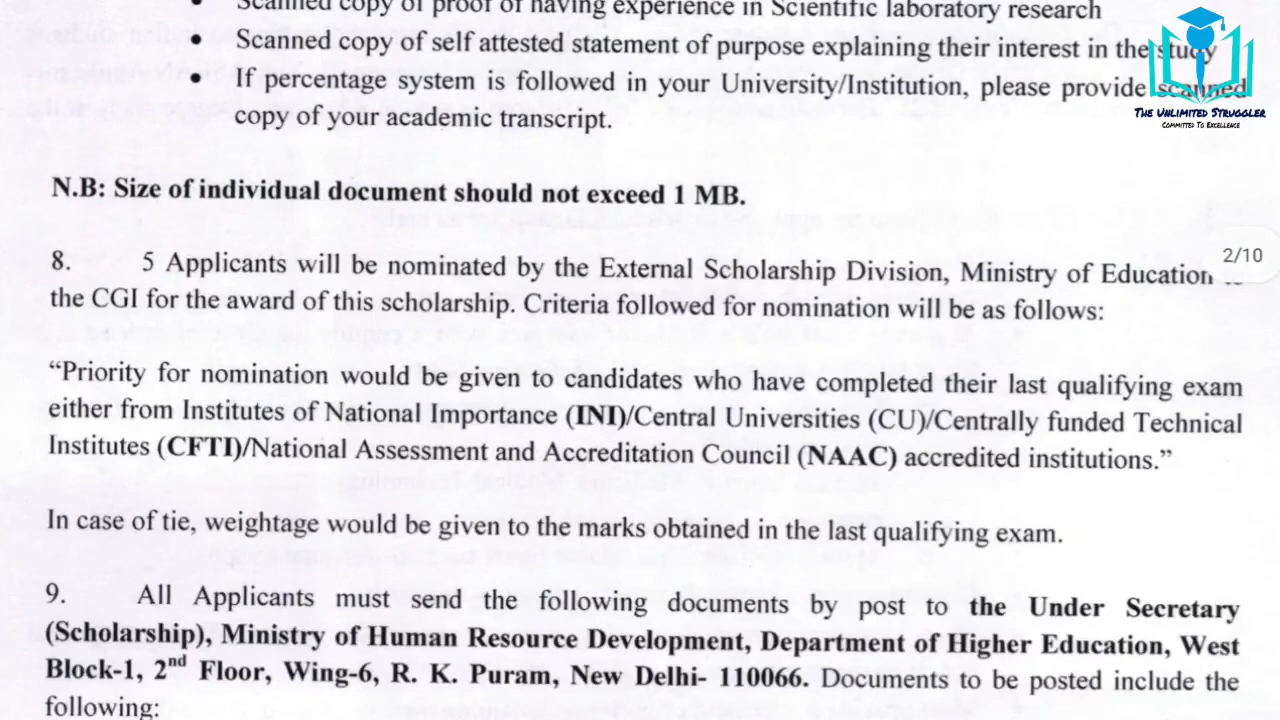 Scanned copy of proof of having experience in Scientific laboratory research
• Scanned copy of self attested statement of purpose explaining their interest in the study
• If percentage system is followed in your University/Institution, please provide scanned
copy of your academic transcript.
THE UNLIMITED STRUGGLER
COMMITTED TO EXCELLENCE
N.B: Size of individual document should not exceed 1 MB.
2/10
8. 5 Applicants will be nominated by the External Scholarship Division, Ministry of Education to
the CGI for the award of this scholarship. Criteria followed for nomination will be as follows:
“Priority for nomination would be given to candidates who have completed their last qualifying exam
either from Institutes of National Importance (INI)/Central Universities (CU)/Centrally funded Technical
Institutes (CFTI)/National Assessment and Accreditation Council (NAAC) accredited institutions.”
In case of tie, weightage would be given to the marks obtained in the last qualifying exam.
9. All Applicants must send the following documents by post to the Under Secretary
(Scholarship), Ministry of Human Resource Development, Department of Higher Education, West
Block-1, 2nd Floor, Wing-6, R. K. Puram, New Delhi- 110066. Documents to be posted include the
following: